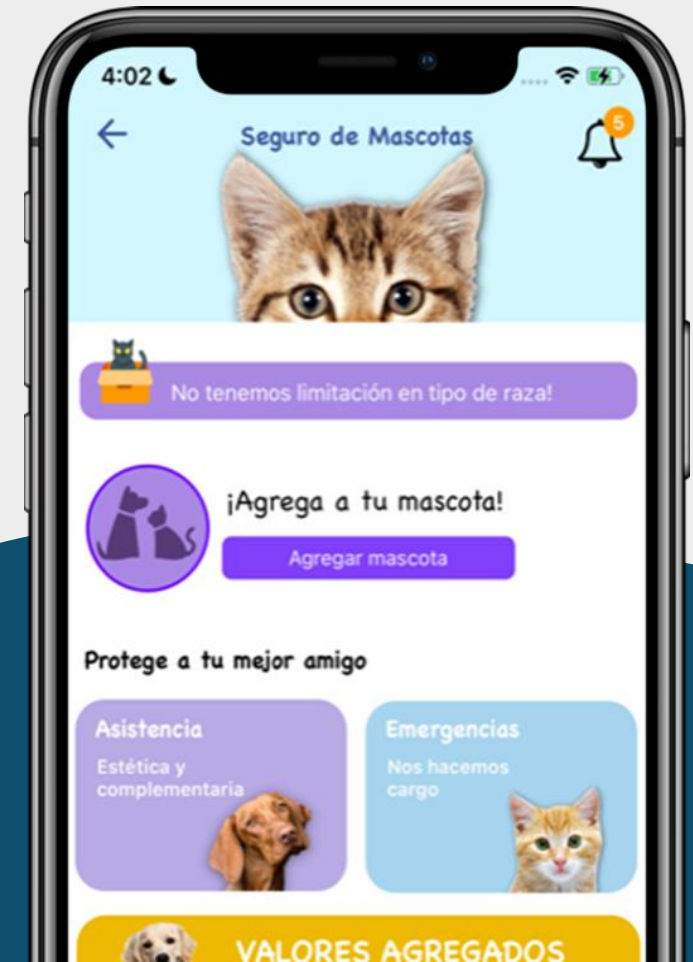 4:02
5
Seguro de Mascotas
No tenemos limitación en tipo de raza!
¡Agrega a tu mascota!
Agregar mascota
Protege a tu mejor amigo
Asistencia
Estética y
complementaria
Emergencias
Nos hacemos
cargo
VALORES AGREGADOS